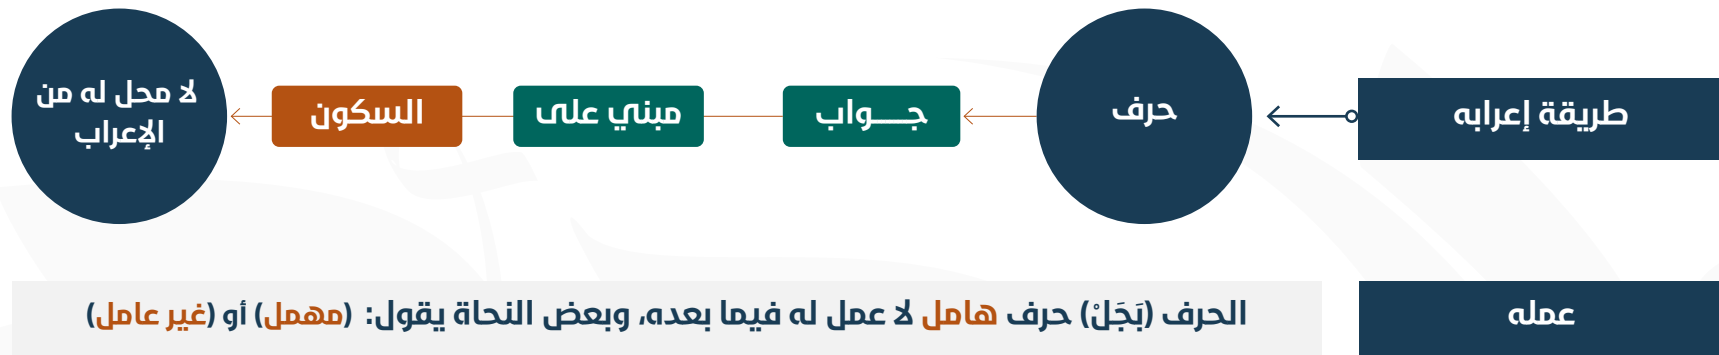 طريقة إعرابه
حرف
جـــواب
مبني على
السكون
لا محل له من
الإعراب
عمله
الحرف (بَجَلْ) حرف هامل لا عمل له فيما بعده، وبعض النحاة يقول: (مهمل) أو (غير عامل)